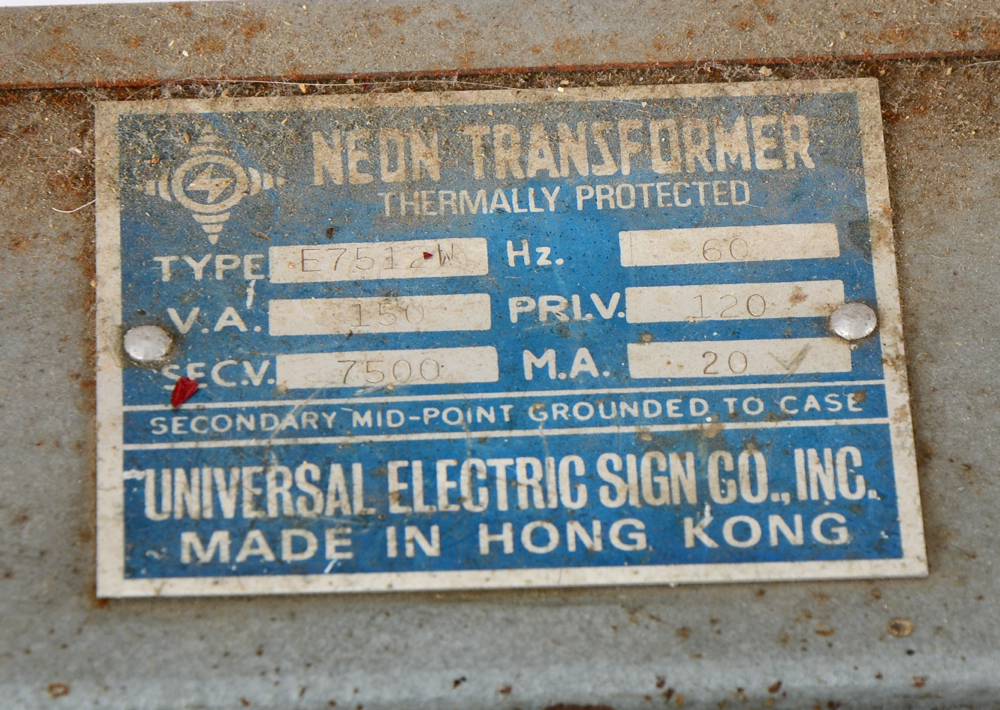 NEON TRANSFORMER
THERMALLY PROTECTED
TYPE E7512W Hz. 60
V.A. 150 PRI.V. 120
SEC.V. 7500 M.A. 20
SECONDARY MID-POINT GROUNDED TO CASE
UNIVERSAL ELECTRIC SIGN CO., INC.
MADE IN HONG KONG